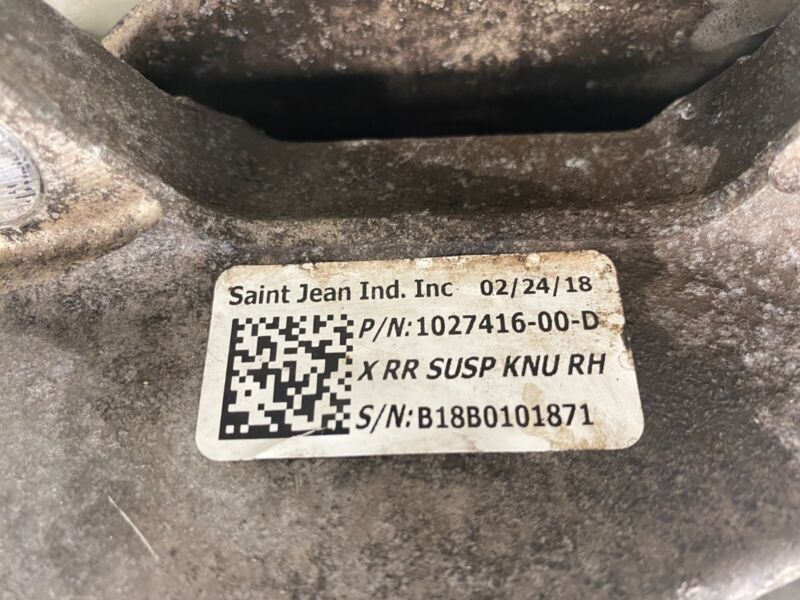 Saint Jean Ind. Inc 02/24/18
P/N:1027416-00-D
X RR SUSP KNU RH
S/N:B18B0101871